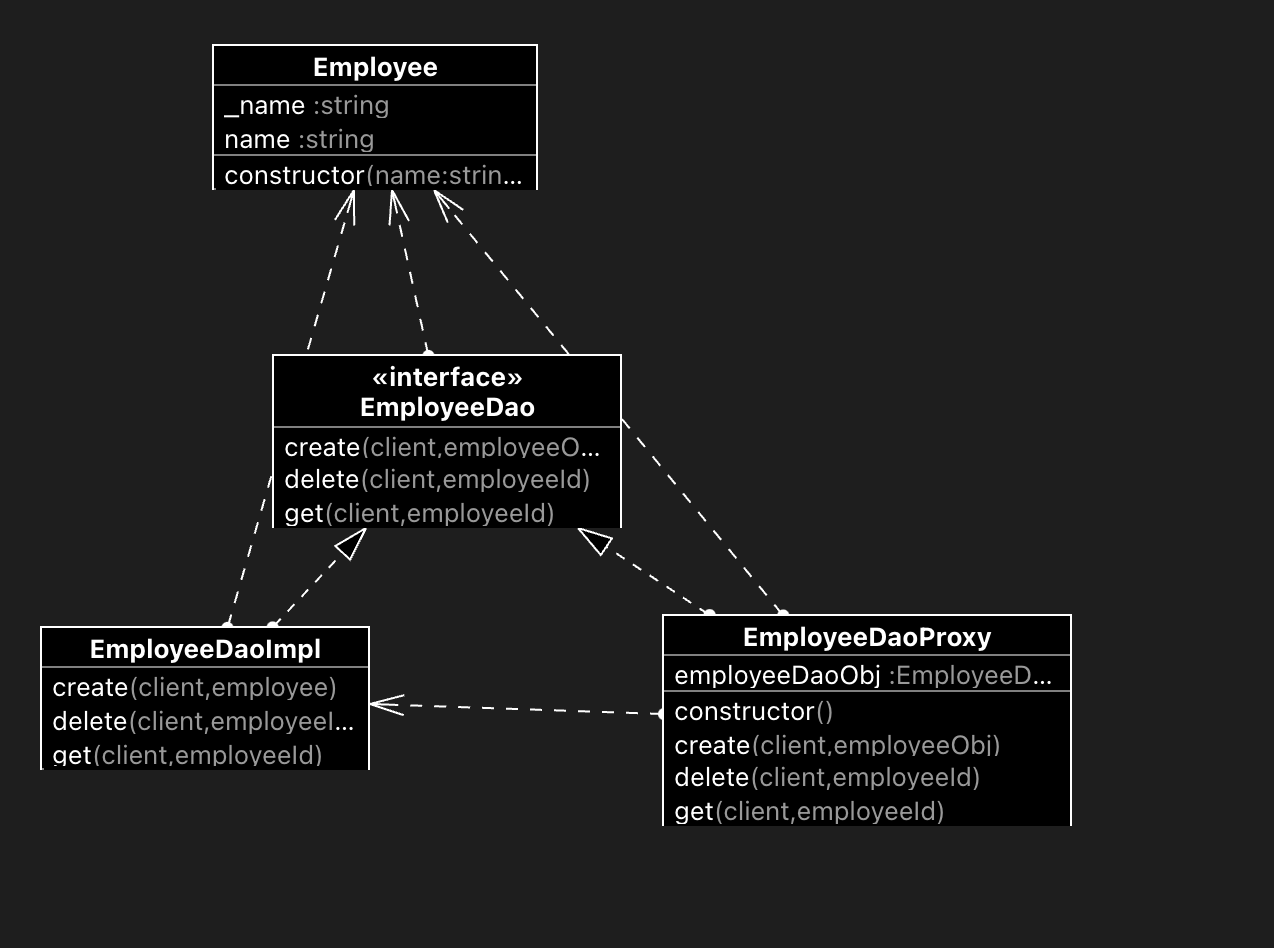 Employee
_name :string
name :string
constructor(name:strin...
«interface»
EmployeeDao
create(client,employeeO...
delete(client,employeeId)
get(client,employeeId)
EmployeeDaoImpl
create(client,employee)
delete(client,employeeI...
get(client,employeeId)
EmployeeDaoProxy
employeeDaoObj :EmployeeD...
constructor()
create(client,employeeObj)
delete(client,employeeId)
get(client,employeeId)